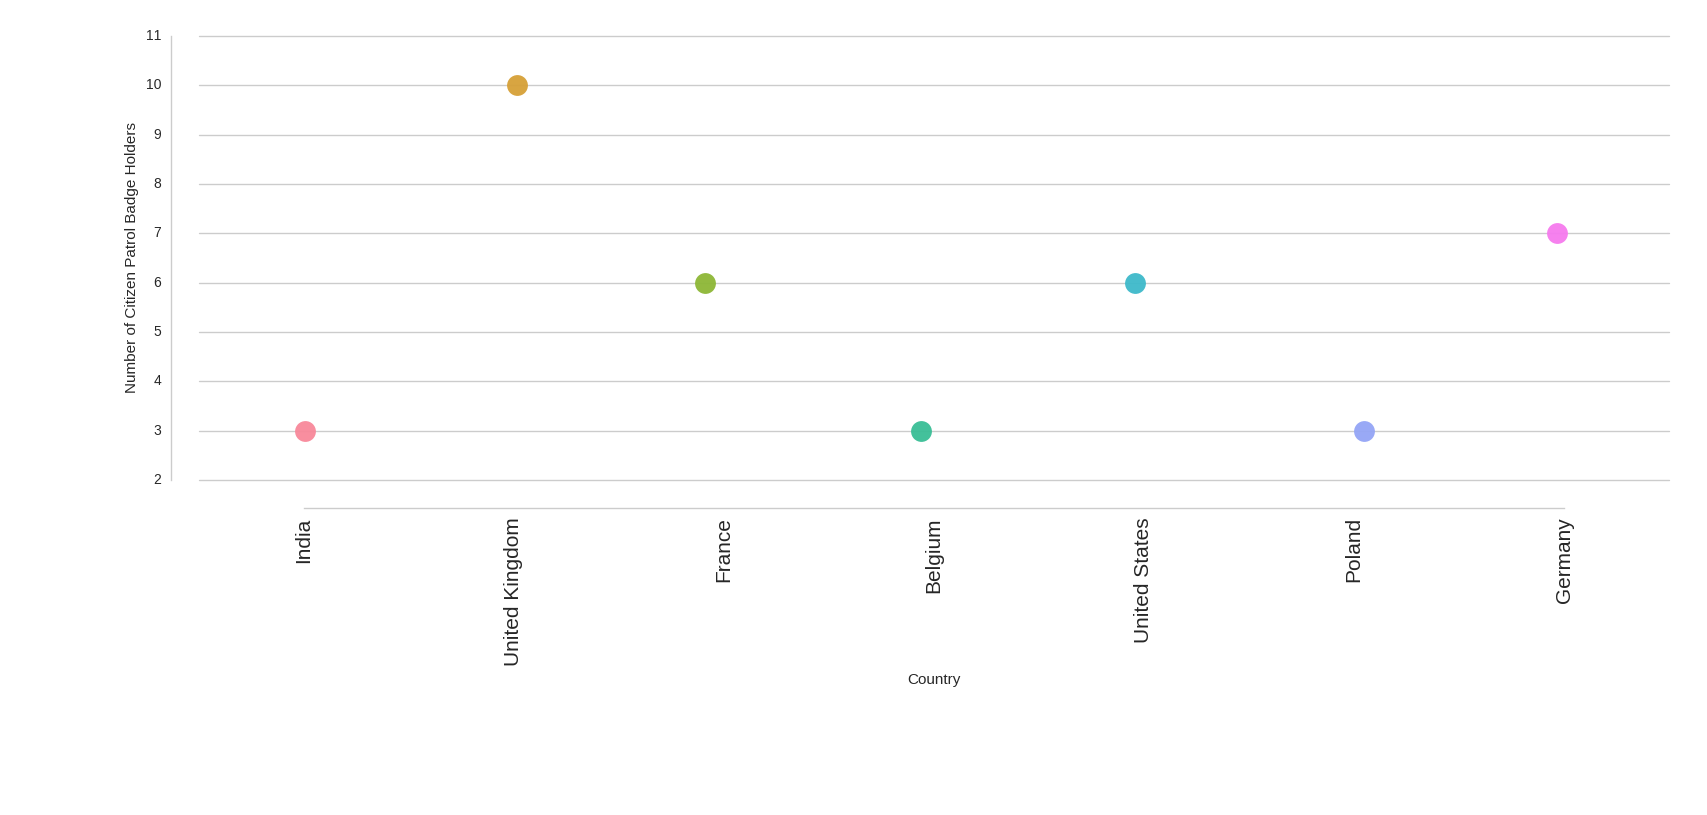 11
10
9
8
7
6
5
4
3
2
Number of Citizen Patrol Badge Holders
India
United Kingdom
France
Belgium
United States
Poland
Germany
Country